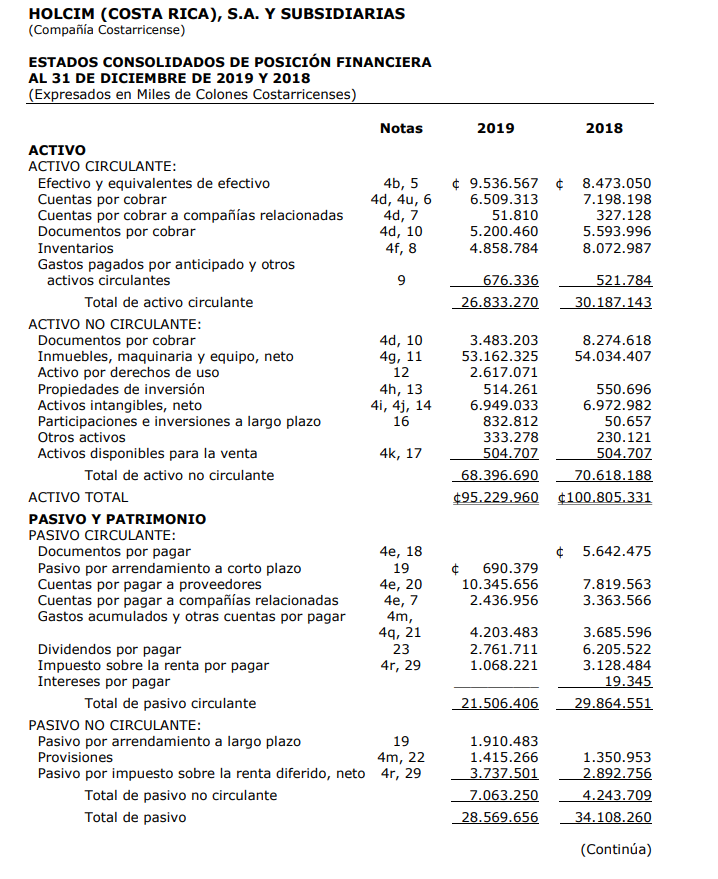 HOLCIM (COSTA RICA), S.A. Y SUBSIDIARIAS
(Compañía Costarricense)
ESTADOS CONSOLIDADOS DE POSICIÓN FINANCIERA
AL 31 DE DICIEMBRE DE 2019 Y 2018
(Expresados en Miles de Colones Costarricenses)
Notas 2019 2018
ACTIVO
ACTIVO CIRCULANTE:
Efectivo y equivalentes de efectivo 4b, 5 ¢ 9.536.567 ¢ 8.473.050
Cuentas por cobrar 4d, 4u, 6 6.509.313 7.198.198
Cuentas por cobrar a compañías relacionadas 4d, 7 51.810 327.128
Documentos por cobrar 4d, 10 5.200.460 5.593.996
Inventarios 4f, 8 4.858.784 8.072.987
Gastos pagados por anticipado y otros
activos circulantes 9 676.336 521.784
Total de activo circulante 26.833.270 30.187.143
ACTIVO NO CIRCULANTE:
Documentos por cobrar 4d, 10 3.483.203 8.274.618
Inmuebles, maquinaria y equipo, neto 4g, 11 53.162.325 54.034.407
Activo por derechos de uso 12 2.617.071
Propiedades de inversión 4h, 13 514.261 550.696
Activos intangibles, neto 4i, 4j, 14 6.949.033 6.972.982
Participaciones e inversiones a largo plazo 16 832.812 50.657
Otros activos 333.278 230.121
Activos disponibles para la venta 4k, 17 504.707 504.707
Total de activo no circulante 68.396.690 70.618.188
ACTIVO TOTAL ¢95.229.960 ¢100.805.331
PASIVO Y PATRIMONIO
PASIVO CIRCULANTE:
Documentos por pagar 4e, 18 ¢ 5.642.475
Pasivo por arrendamiento a corto plazo 19 ¢ 690.379
Cuentas por pagar a proveedores 4e, 20 10.345.656 7.819.563
Cuentas por pagar a compañías relacionadas 4e, 7 2.436.956 3.363.566
Gastos acumulados y otras cuentas por pagar 4m,
4q, 21 4.203.483 3.685.596
Dividendos por pagar 23 2.761.711 6.205.522
Impuesto sobre la renta por pagar 4r, 29 1.068.221 3.128.484
Intereses por pagar 19.345
Total de pasivo circulante 21.506.406 29.864.551
PASIVO NO CIRCULANTE:
Pasivo por arrendamiento a largo plazo 19 1.910.483
Provisiones 4m, 22 1.415.266 1.350.953
Pasivo por impuesto sobre la renta diferido, neto 4r, 29 3.737.501 2.892.756
Total de pasivo no circulante 7.063.250 4.243.709
Total de pasivo 28.569.656 34.108.260
(Continúa)